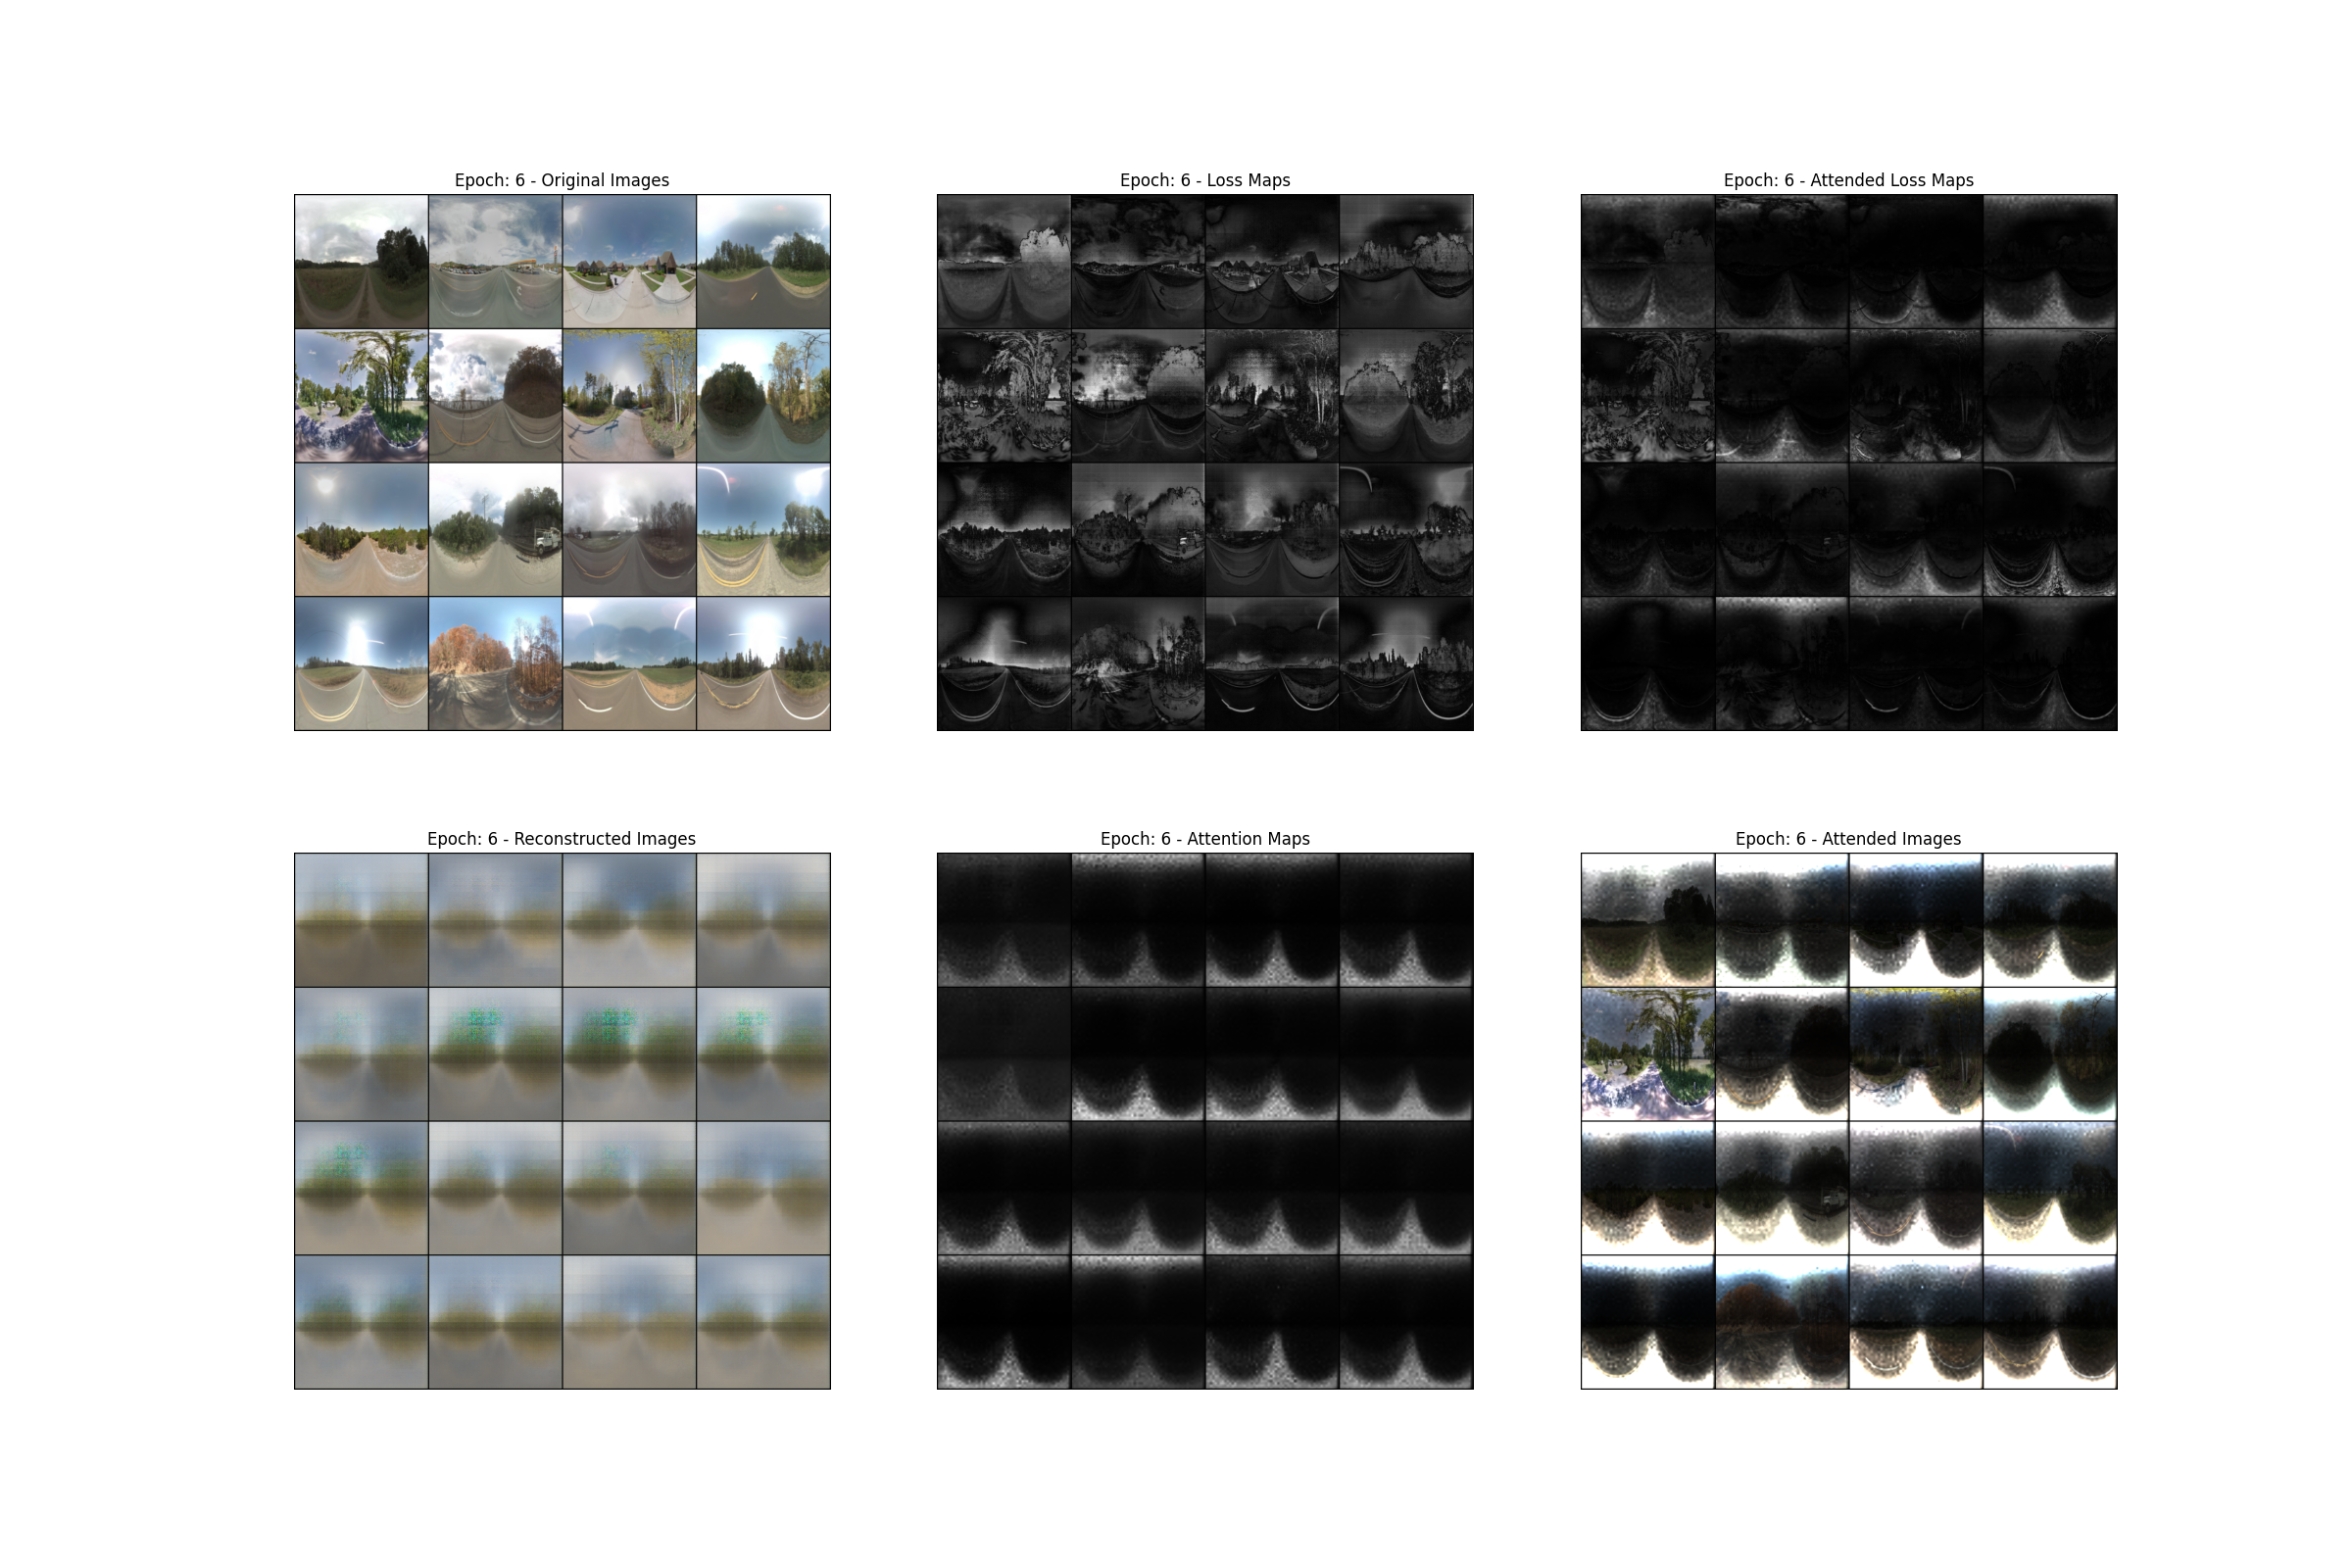 Epoch: 6 - Original Images
Epoch: 6 - Loss Maps
Epoch: 6 - Attended Loss Maps
Epoch: 6 - Reconstructed Images
Epoch: 6 - Attention Maps
Epoch: 6 - Attended Images